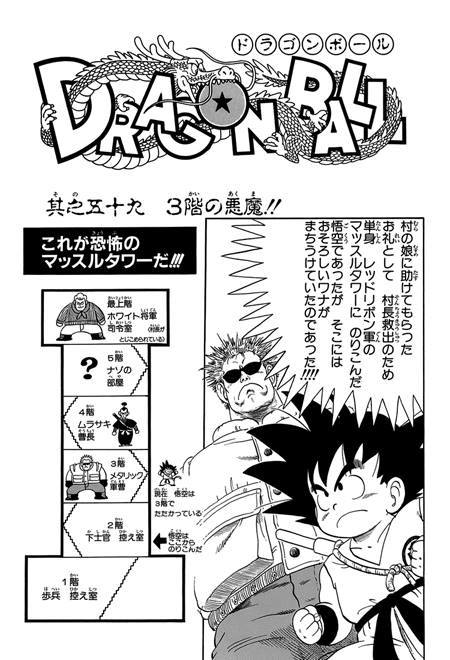 ドラゴンボール
DRAGON BALL
其之五十九 3階の悪魔!!
村の娘に助けてもらった
お礼として 村長救出のため
単身 レッドリボン軍の
マッスルタワーに のりこんだ
悟空であったが そこには
おそろしいワナが
まちうけていたのであった!!!!
これが恐怖の
マッスルタワーだ!!!
最上階
ホワイト将軍
司令室
(村長が
とじこめられている)
?
5階
ナゾの
部屋
4階
ムラサキ
曹長
3階
メタリック
軍曹
現在 悟空は
3階で
たたかっている
2階
下士官 控え室
悟空は
ここから
のりこんだ
1階
歩兵 控え室